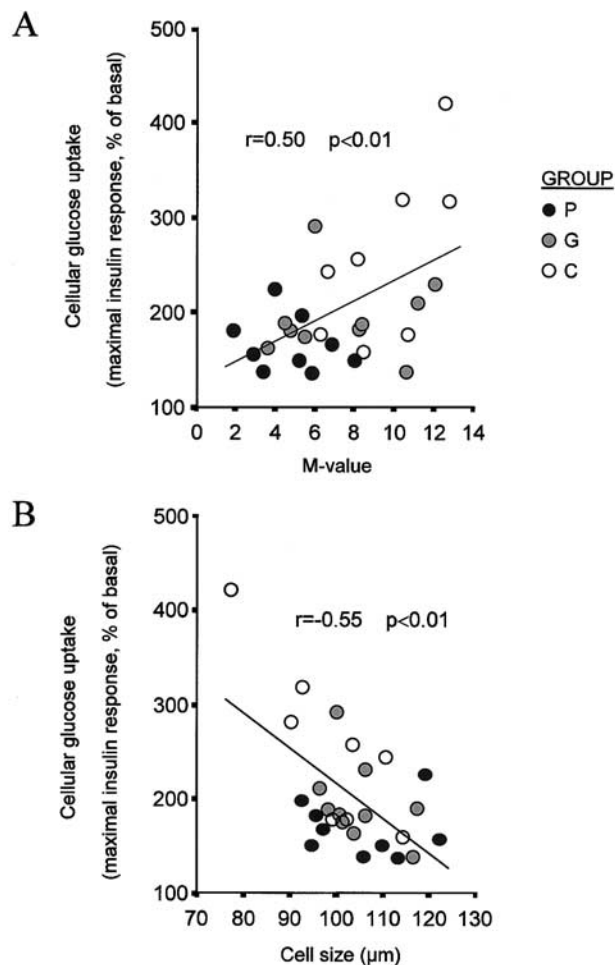 A
500
400
300
200
100
Cellular glucose uptake
(maximal insulin response, % of basal)
r=0.50 p<0.01
0 2 4 6 8 10 12 14
M-value
GROUP
P
G
C
B
500
400
300
200
100
Cellular glucose uptake
(maximal insulin response, % of basal)
r=-0.55 p<0.01
70 80 90 100 110 120 130
Cell size (µm)